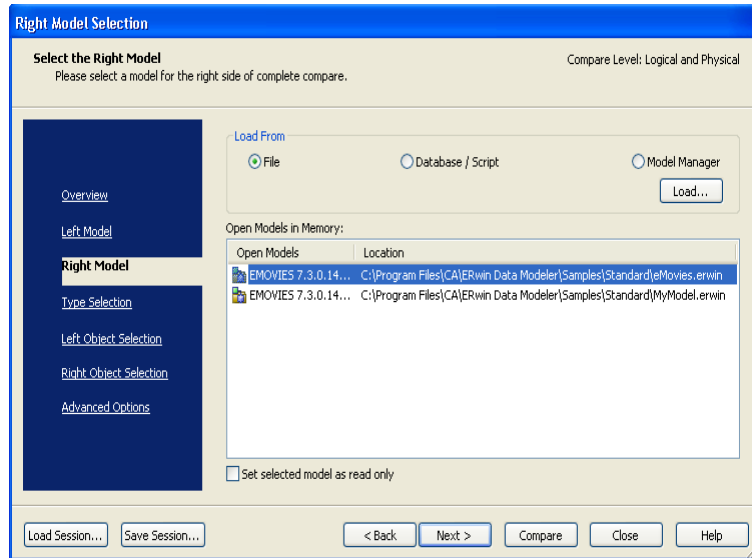 Right Model Selection
Select the Right Model
Please select a model for the right side of complete compare.
Compare Level: Logical and Physical
Overview
Left Model
Right Model
Type Selection
Left Object Selection
Right Object Selection
Advanced Options
Load From
File
Database / Script
Model Manager
Load...
Open Models in Memory:
Open Models Location
EMOVIES 7.3.0.14... C:\Program Files\CA\ERwin Data Modeler\Samples\Standard\eMovies.erwin
EMOVIES 7.3.0.14... C:\Program Files\CA\ERwin Data Modeler\Samples\Standard\MyModel.erwin
Set selected model as read only
Load Session... Save Session... < Back Next > Compare Close Help